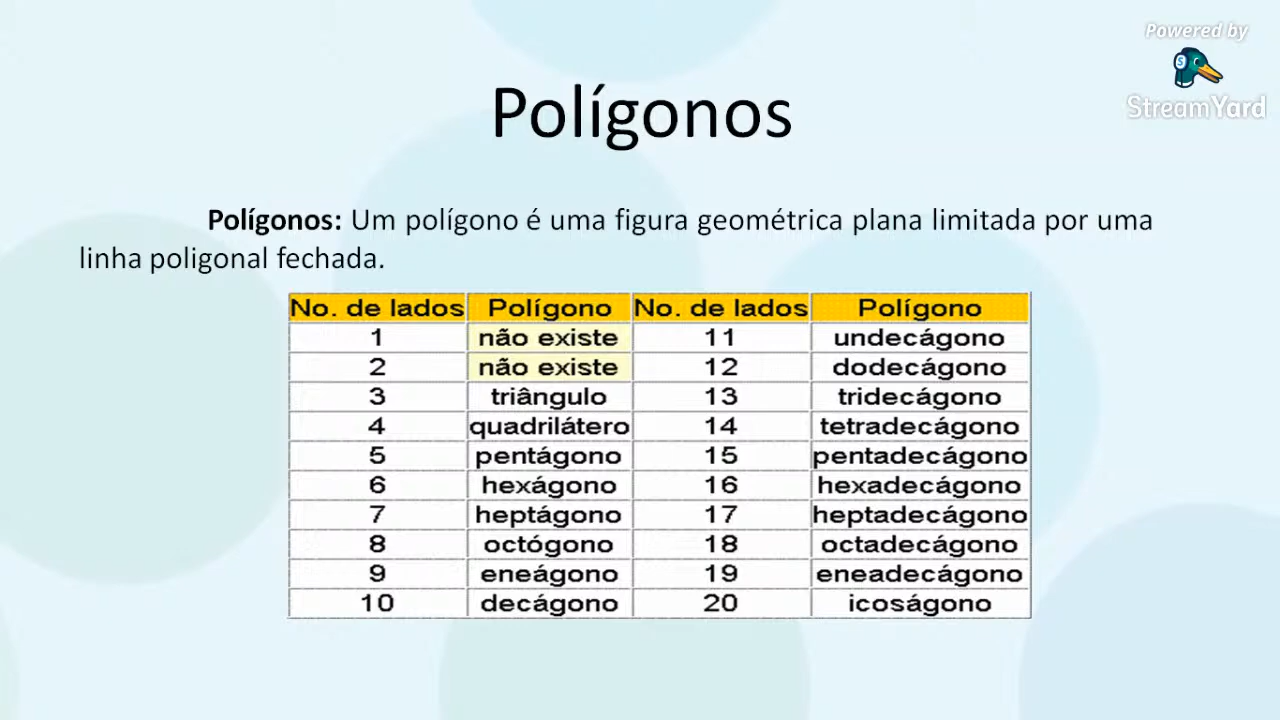 Powered by
StreamYard
Polígonos
Polígonos: Um polígono é uma figura geométrica plana limitada por uma
linha poligonal fechada.
No. de lados Polígono No. de lados Polígono
1 não existe 11 undecágono
2 não existe 12 dodecágono
3 triângulo 13 tridecágono
4 quadrilátero 14 tetradecágono
5 pentágono 15 pentadecágono
6 hexágono 16 hexadecágono
7 heptágono 17 heptadecágono
8 octógono 18 octadecágono
9 eneágono 19 eneadecágono
10 decágono 20 icoságono